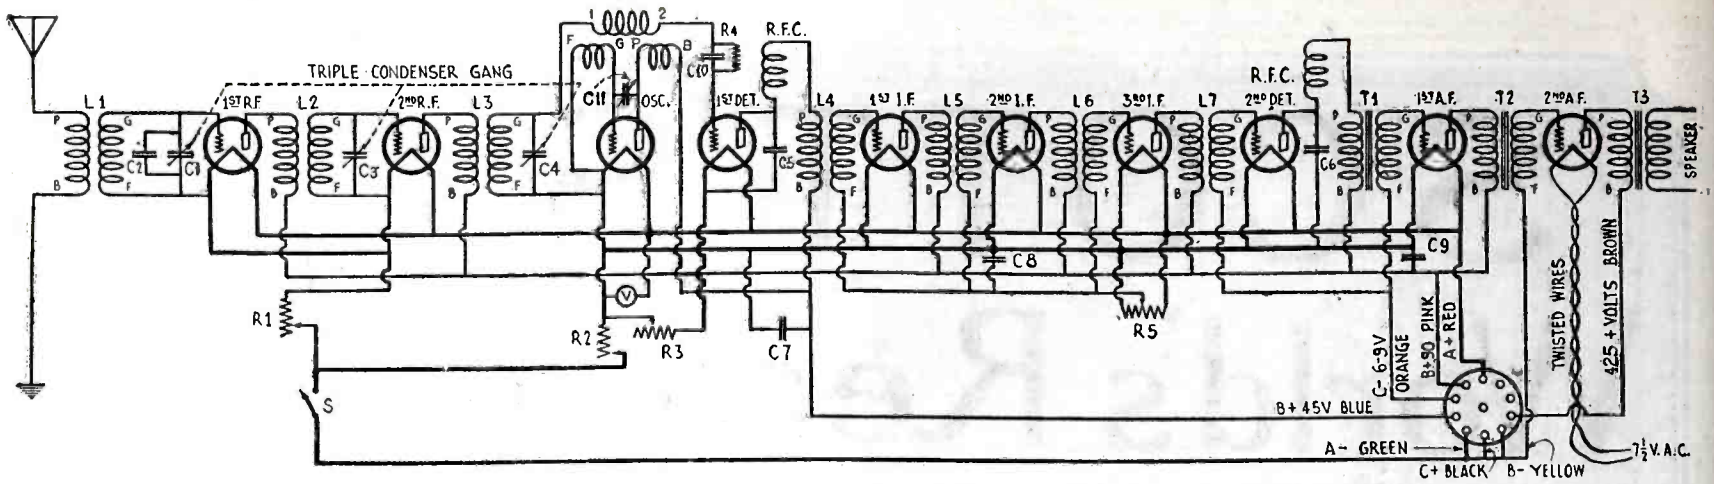 1 2
F G P B R4 R.F.C.
C10
TRIPLE CONDENSER GANG
C11 OSC.
R.F.C.
L1 1ST R.F. L2 2ND R.F. L3 1ST DET. L4 1ST I.F. L5 2ND I.F. L6 3RD I.F. L7 2ND DET. T1 1ST A.F. T2 2ND A.F. T3
P G P G P G P G P G P G P G P G P G P
C2 C1 C3 C4 C5 C6
SPEAKER
B F B F B F B F B F B F B F B F B F B
C8 C9
R1 V R2 R3 C7 R5
C- 6-9V
ORANGE
B+90 PINK
A+ RED
TWISTED WIRES
425 + VOLTS BROWN
S
B+ 45V BLUE
A- GREEN
C+ BLACK
B- YELLOW
7½ V. A.C.